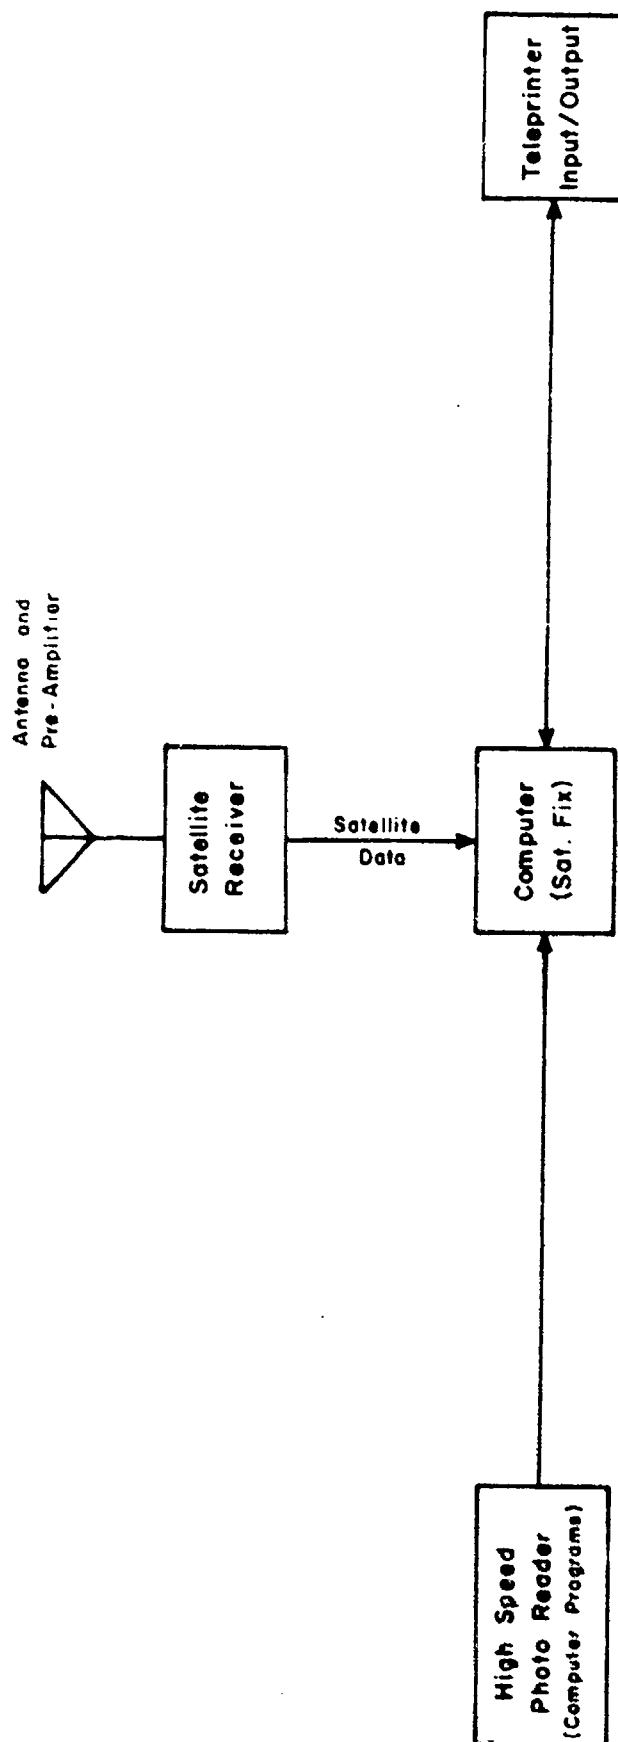 Antenna and
Pre-Amplifier
Satellite
Receiver
Satellite
Data
High Speed
Photo Reader
(Computer Programs)
Computer
(Sat. Fix)
Teleprinter
Input/Output